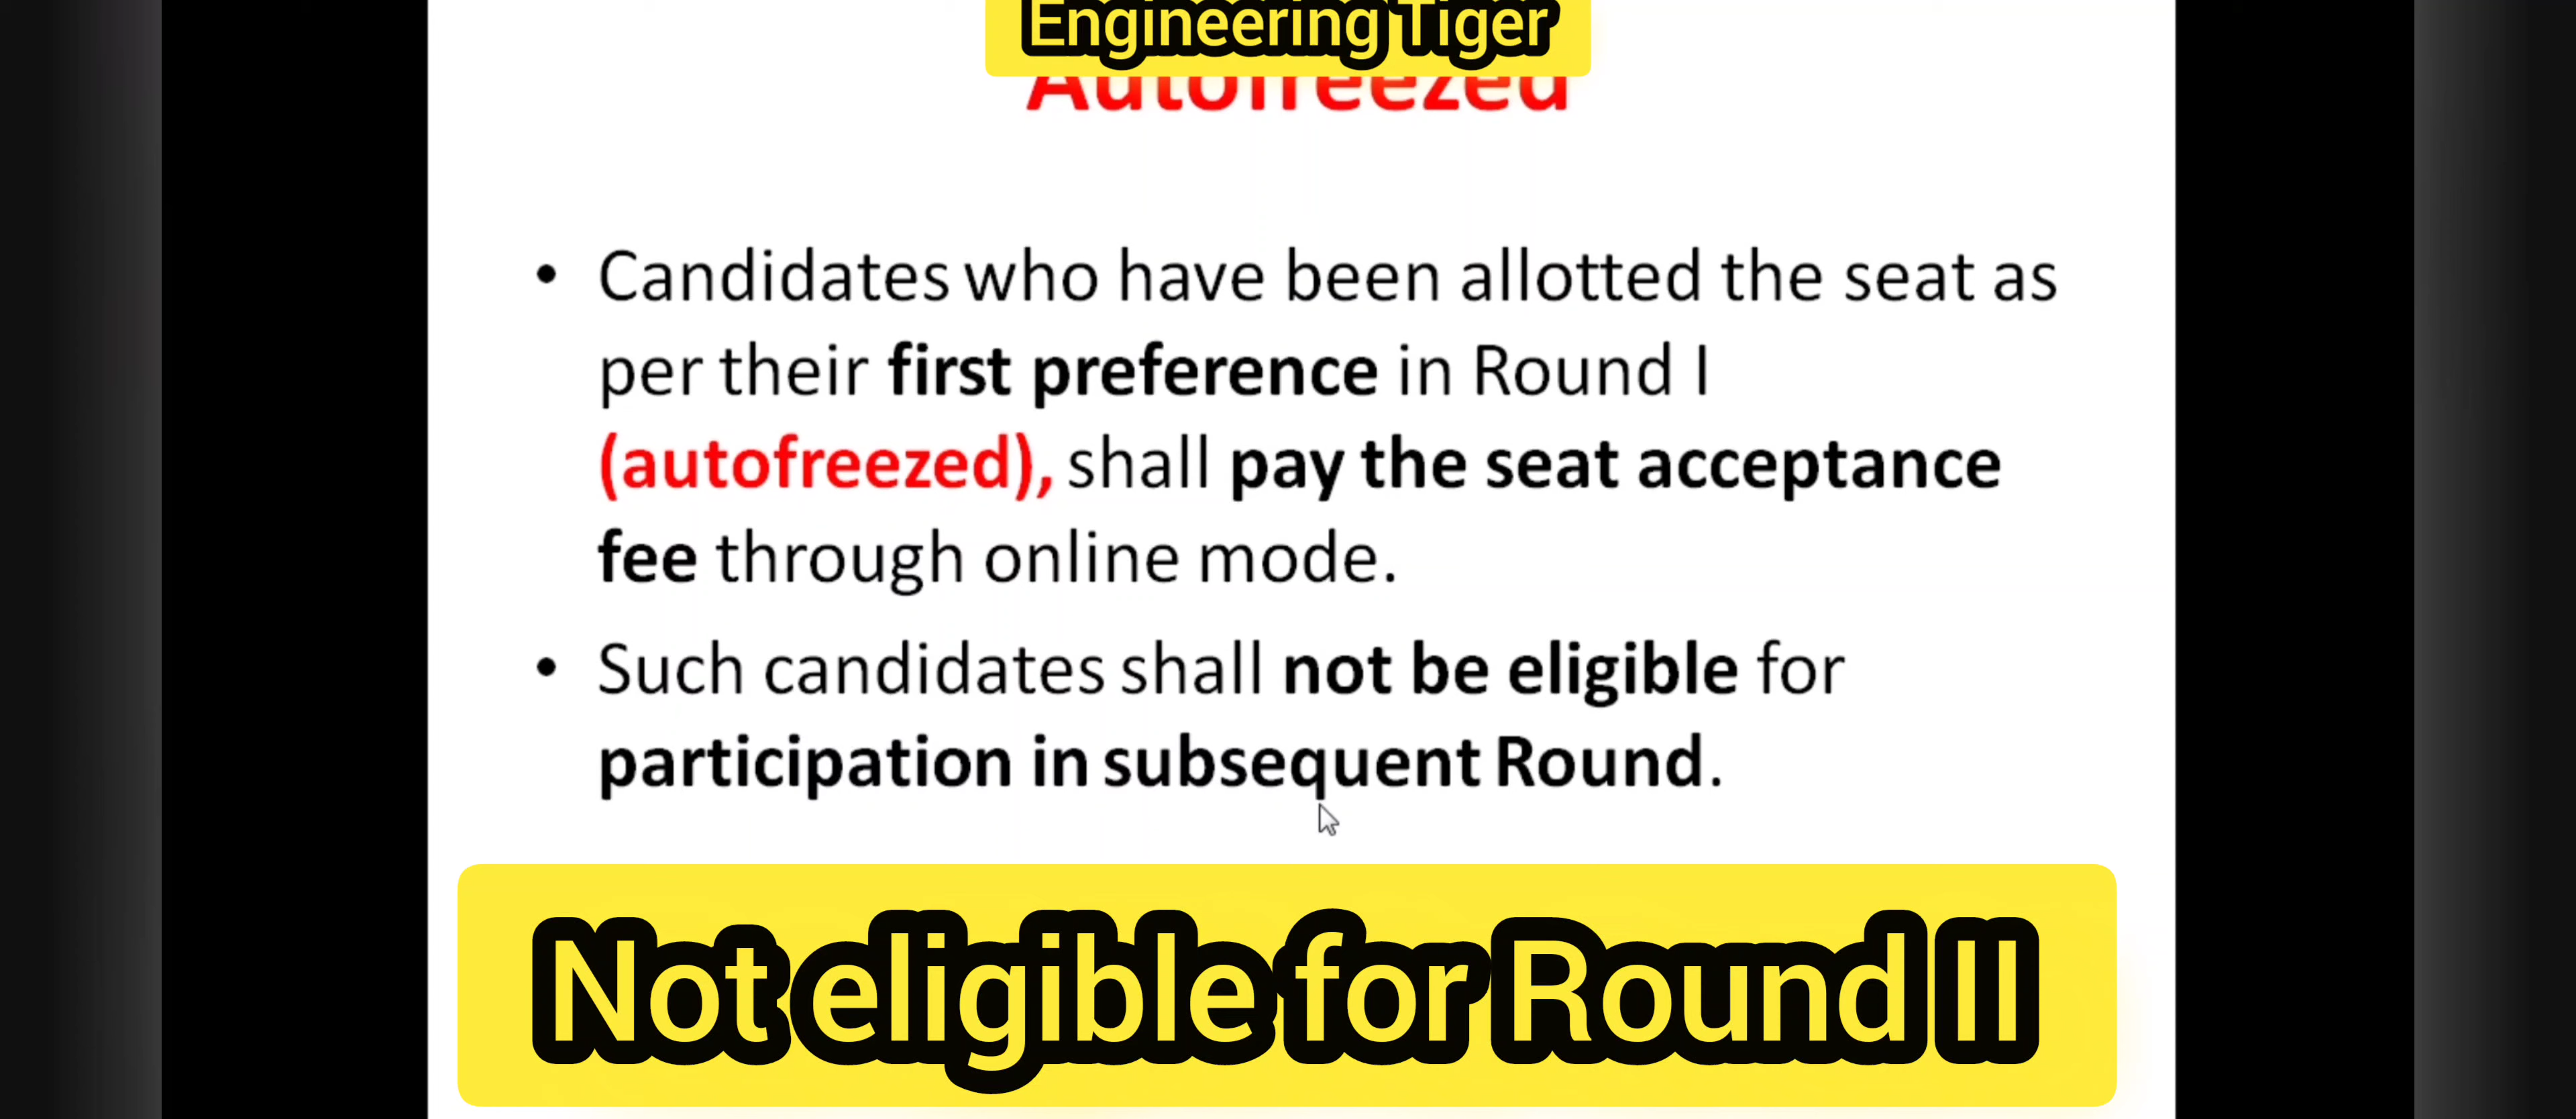 Engineering Tiger
Autofreezed
• Candidates who have been allotted the seat as
per their first preference in Round I
(autofreezed), shall pay the seat acceptance
fee through online mode.
• Such candidates shall not be eligible for
participation in subsequent Round.
Not eligible for Round II